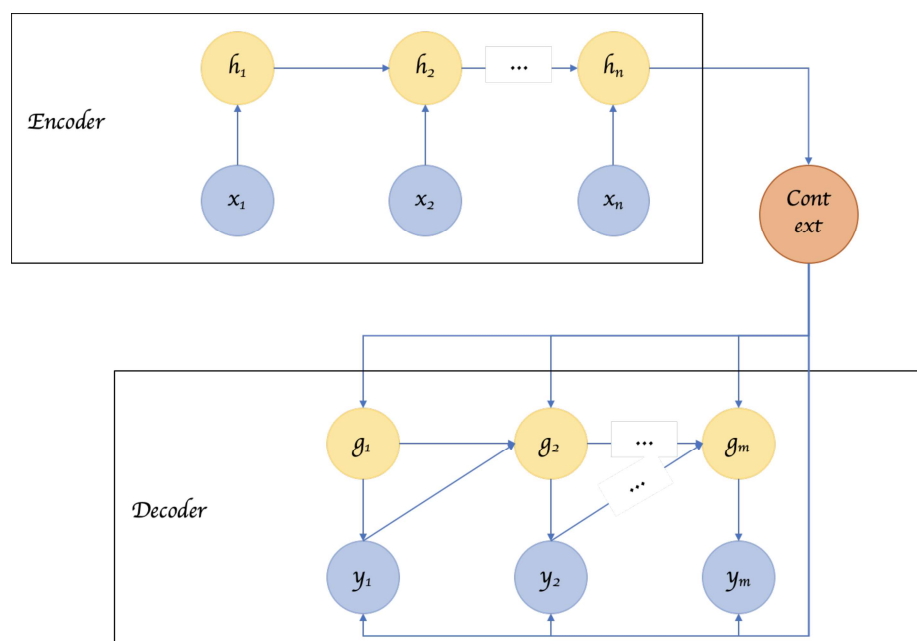 h₁ h₂ ... hₙ
Encoder
x₁ x₂ xₙ
Cont
ext
g₁ g₂ ... gₘ
...
Decoder
y₁ y₂ yₘ